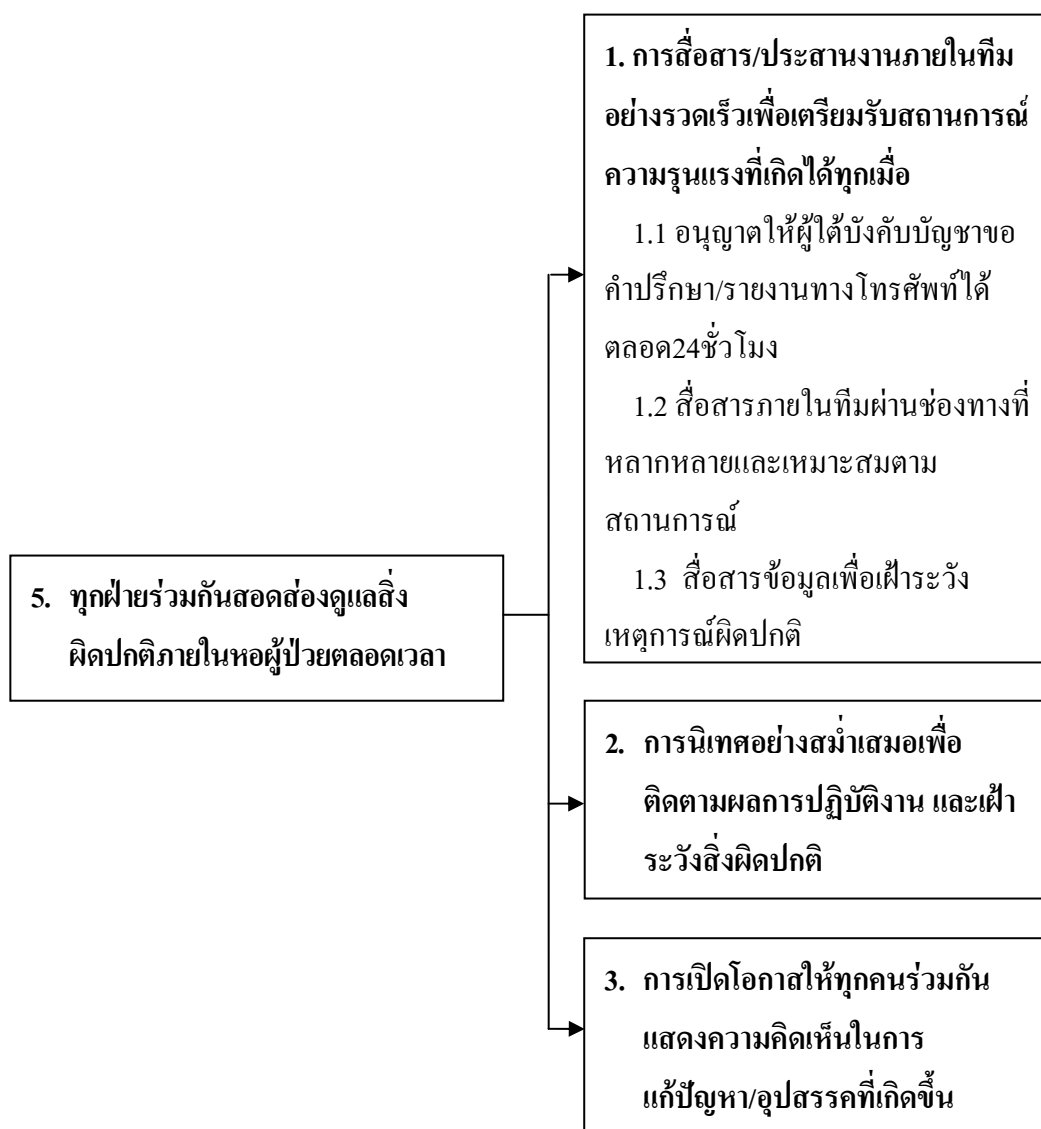 1. การสื่อสาร/ประสานงานภายในทีม
อย่างรวดเร็วเพื่อเตรียมรับสถานการณ์
ความรุนแรงที่เกิดได้ทุกเมื่อ
1.1 อนุญาตให้ผู้ใต้บังคับบัญชาขอ
คำปรึกษา/รายงานทางโทรศัพท์ได้
ตลอด24ชั่วโมง
1.2 สื่อสารภายในทีมผ่านช่องทางที่
หลากหลายและเหมาะสมตาม
สถานการณ์
1.3 สื่อสารข้อมูลเพื่อเฝ้าระวัง
เหตุการณ์ผิดปกติ
5. ทุกฝ่ายร่วมกันสอดส่องดูแลสิ่ง
ผิดปกติภายในหอผู้ป่วยตลอดเวลา
2. การนิเทศอย่างสม่ำเสมอเพื่อ
ติดตามผลการปฏิบัติงาน และเฝ้า
ระวังสิ่งผิดปกติ
3. การเปิดโอกาสให้ทุกคนร่วมกัน
แสดงความคิดเห็นในการ
แก้ปัญหา/อุปสรรคที่เกิดขึ้น